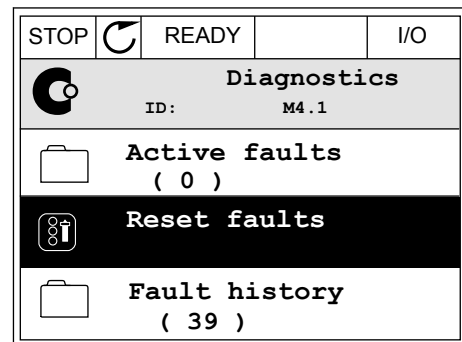 STOP READY I/O
Diagnostics
ID: M4.1
Active faults
( 0 )
Reset faults
Fault history
( 39 )